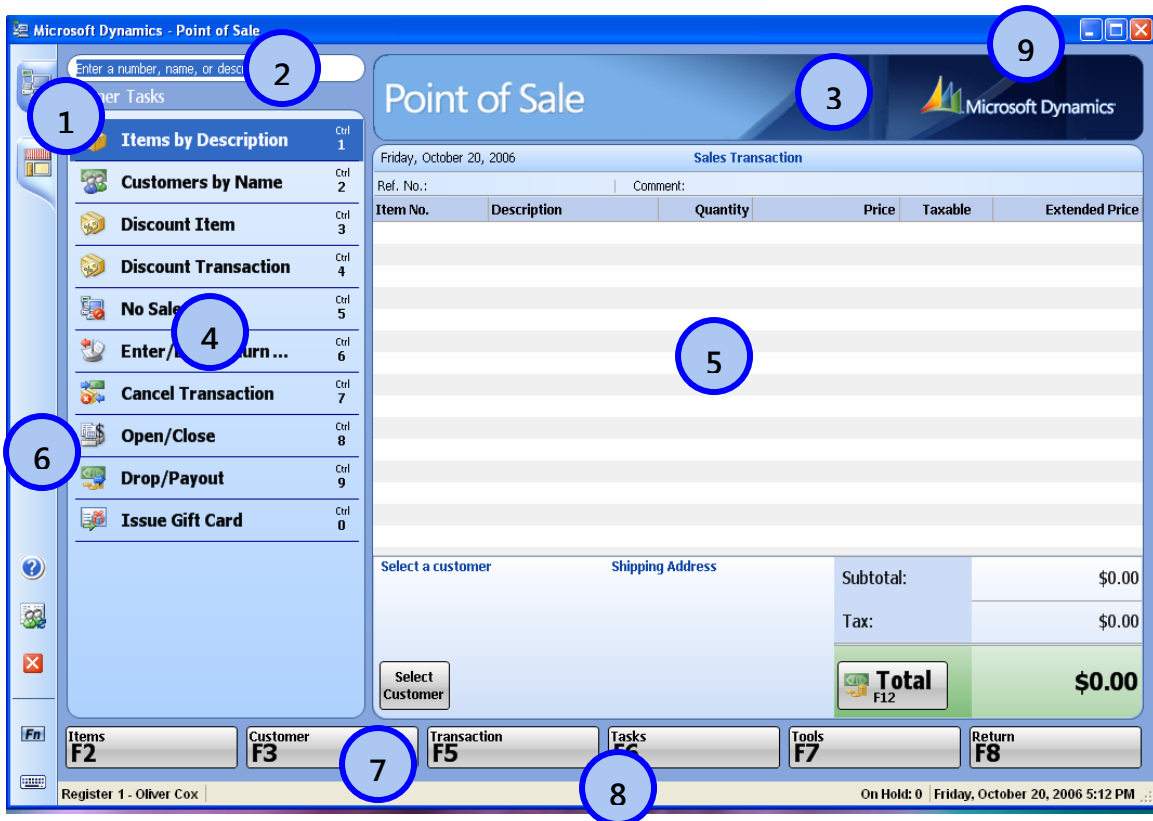 Microsoft Dynamics - Point of Sale
9
Enter a number, name, or
2
Tasks
1
Point of Sale
3
Microsoft Dynamics
Items by Description Ctrl 1
Customers by Name Ctrl 2
Discount Item Ctrl 3
Discount Transaction Ctrl 4
No Sale Ctrl 5
4
Enter/ Ctrl 6
Cancel Transaction Ctrl 7
Open/Close Ctrl 8
Drop/Payout Ctrl 9
Issue Gift Card Ctrl 0
6
Friday, October 20, 2006 Sales Transaction
Ref. No.: Comment:
Item No. Description Quantity Price Taxable Extended Price
5
Select a customer Shipping Address
Subtotal: $0.00
Tax: $0.00
Select Customer
Total F12 $0.00
Fn
Items F2
Customer F3
7
Transaction F5
Tasks F6
8
Tools F7
Return F8
Register 1 - Oliver Cox
On Hold: 0 Friday, October 20, 2006 5:12 PM